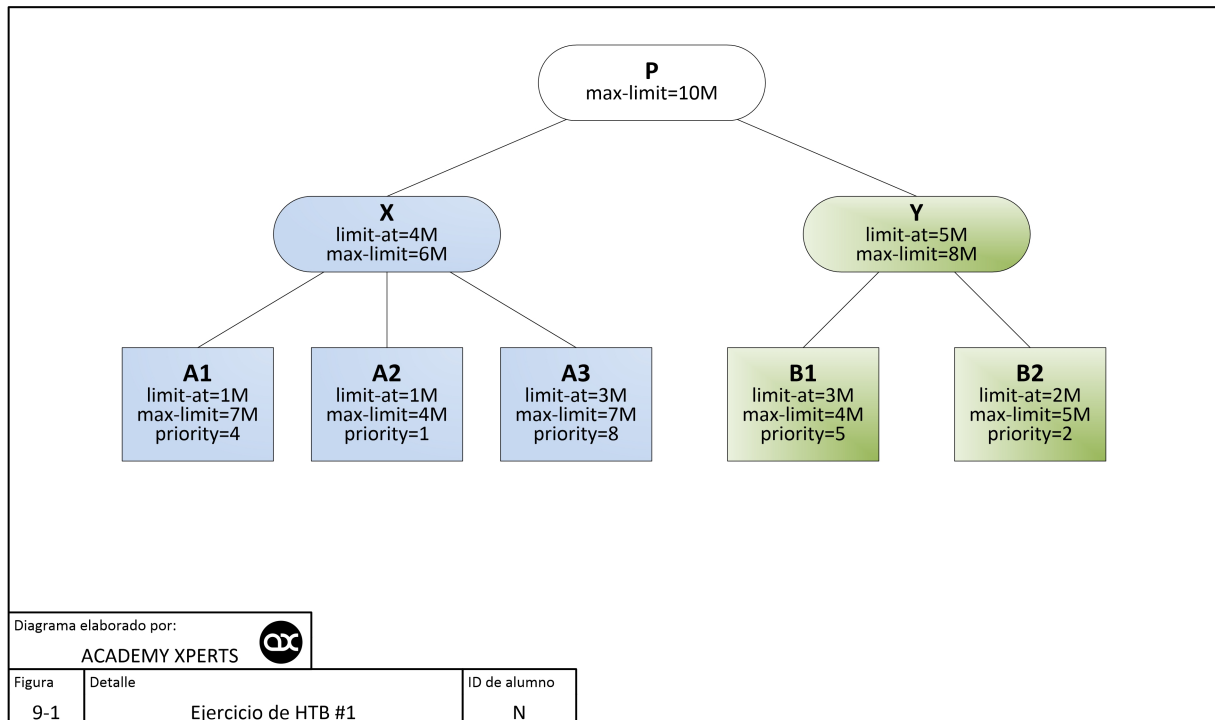 P
max-limit=10M
X
limit-at=4M
max-limit=6M
Y
limit-at=5M
max-limit=8M
A1
limit-at=1M
max-limit=7M
priority=4
A2
limit-at=1M
max-limit=4M
priority=1
A3
limit-at=3M
max-limit=7M
priority=8
B1
limit-at=3M
max-limit=4M
priority=5
B2
limit-at=2M
max-limit=5M
priority=2
Diagrama elaborado por:
ACADEMY XPERTS
ax
Figura
9-1
Detalle
Ejercicio de HTB #1
ID de alumno
N